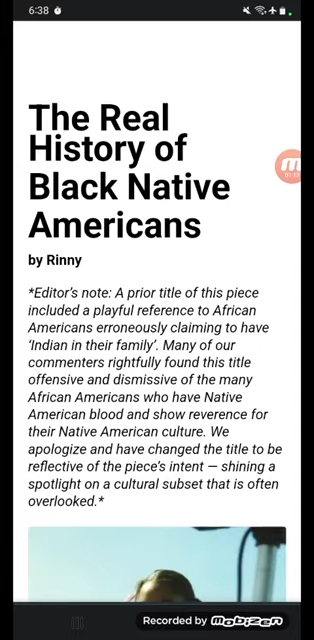 6:38
The Real
History of
Black Native
Americans
by Rinny
*Editor's note: A prior title of this piece
included a playful reference to African
Americans erroneously claiming to have
'Indian in their family'. Many of our
commenters rightfully found this title
offensive and dismissive of the many
African Americans who have Native
American blood and show reverence for
their Native American culture. We
apologize and have changed the title to be
reflective of the piece's intent — shining a
spotlight on a cultural subset that is often
overlooked.*
Recorded by mobizen